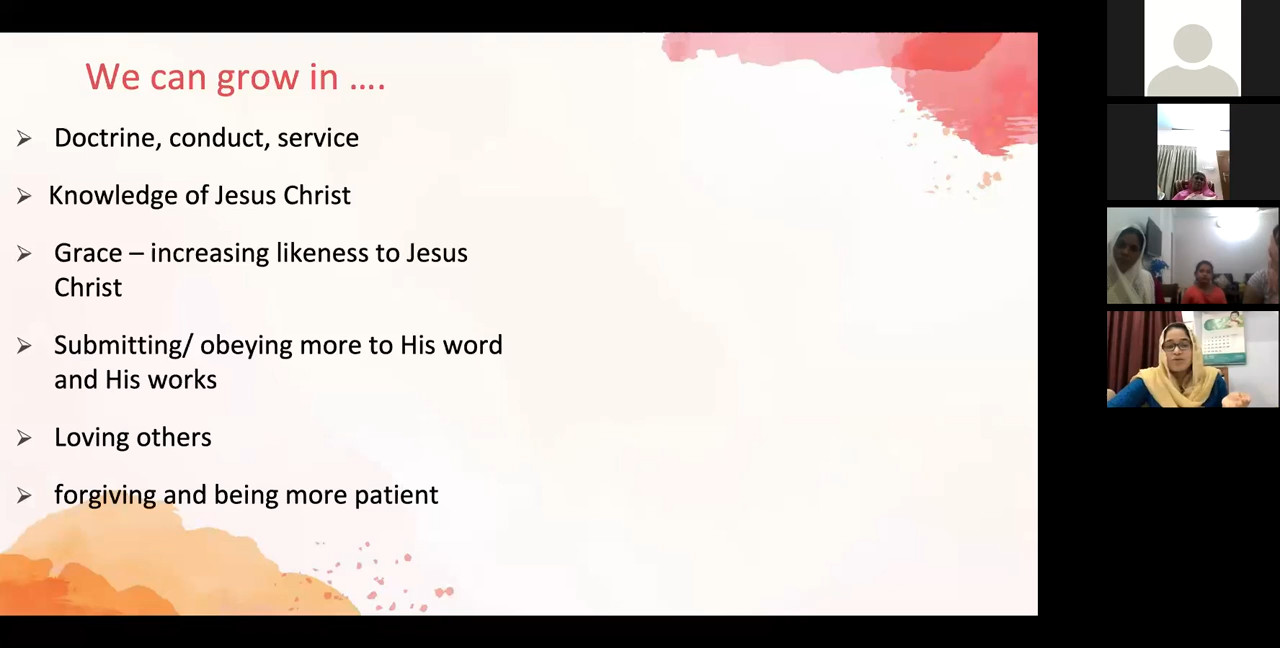 We can grow in ....
➢ Doctrine, conduct, service
➢ Knowledge of Jesus Christ
➢ Grace – increasing likeness to Jesus
Christ
➢ Submitting/ obeying more to His word
and His works
➢ Loving others
➢ forgiving and being more patient